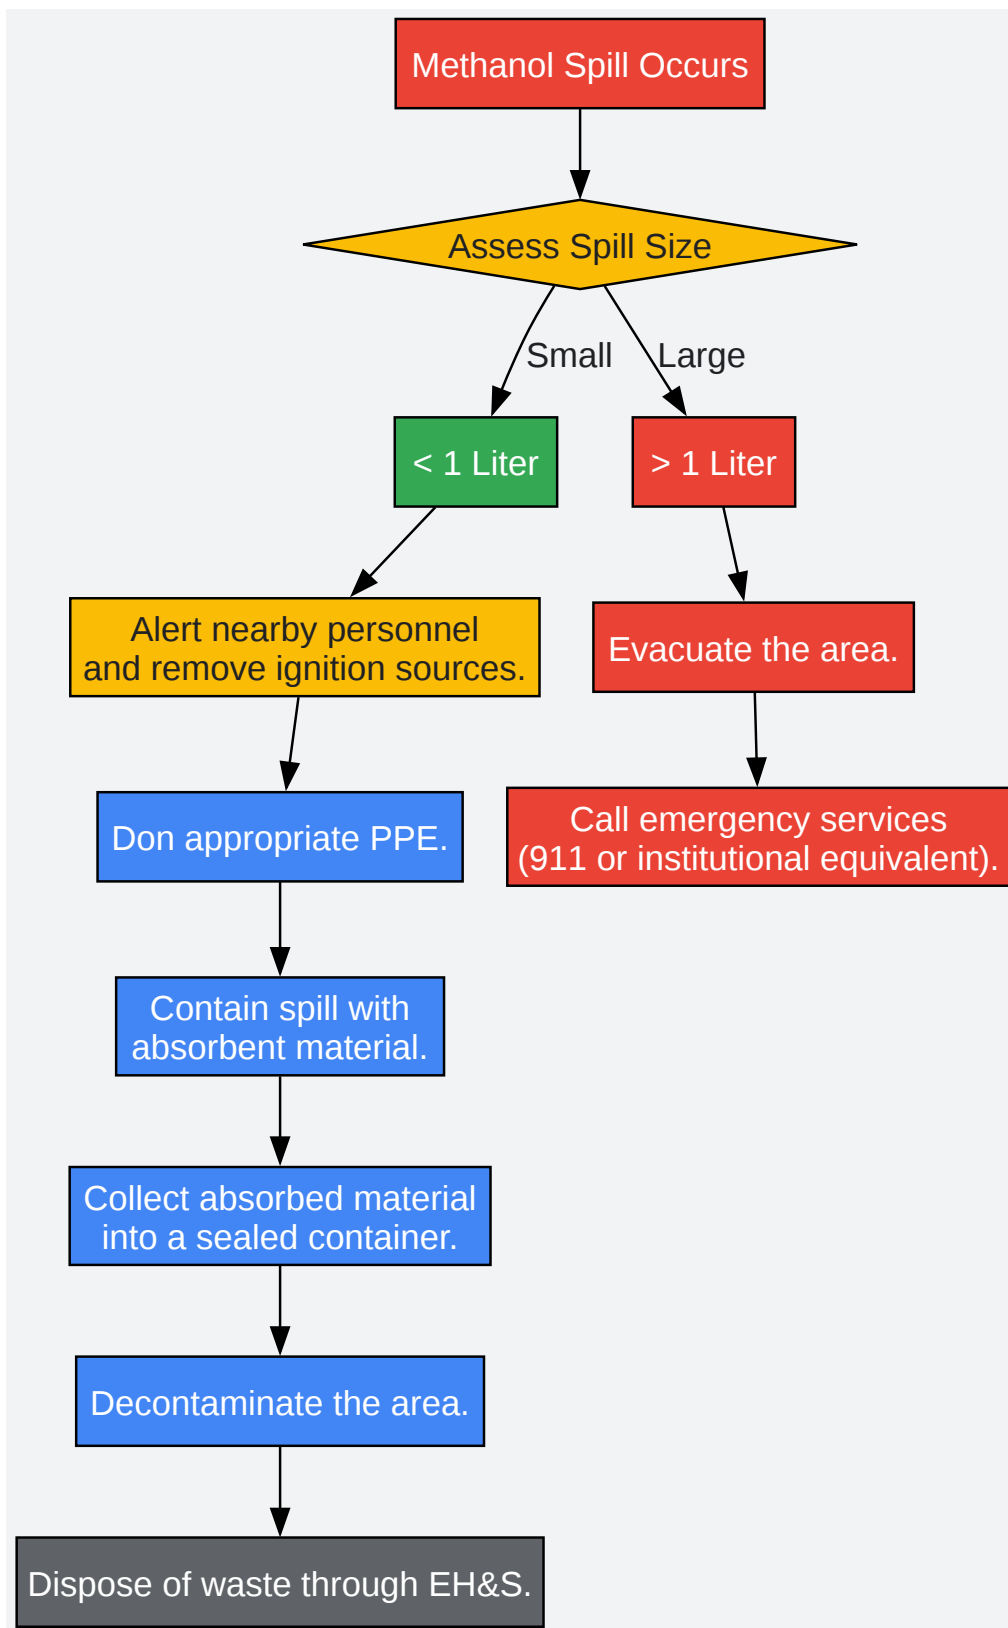 Methanol Spill Occurs
Assess Spill Size
Small
Large
< 1 Liter
> 1 Liter
Alert nearby personnel
and remove ignition sources.
Evacuate the area.
Don appropriate PPE.
Call emergency services
(911 or institutional equivalent).
Contain spill with
absorbent material.
Collect absorbed material
into a sealed container.
Decontaminate the area.
Dispose of waste through EH&S.